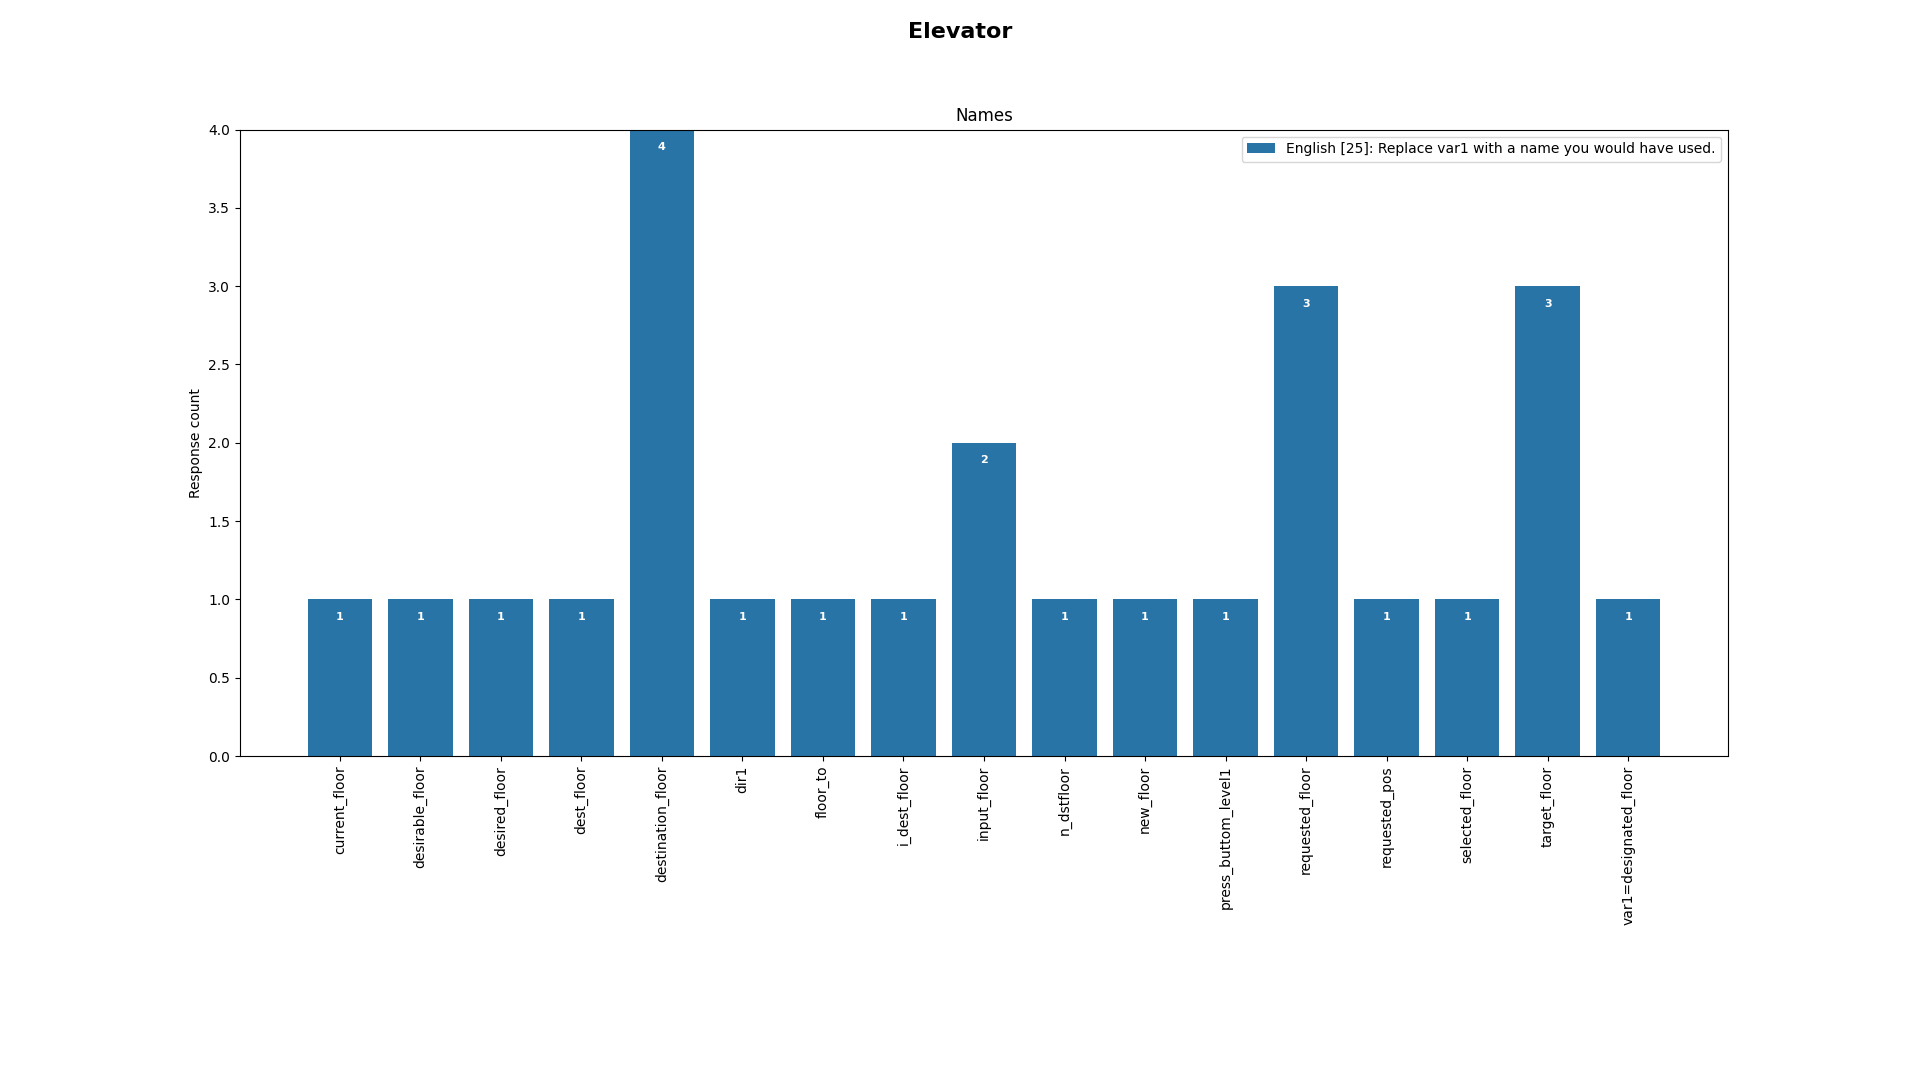 Elevator
Names
English [25]: Replace var1 with a name you would have used.
Response count
4.0
3.5
3.0
2.5
2.0
1.5
1.0
0.5
0.0
1
1
1
1
4
1
1
1
2
1
1
1
3
1
1
3
1
current_floor
desirable_floor
desired_floor
dest_floor
destination_floor
dir1
floor_to
i_dest_floor
input_floor
n_dstfloor
new_floor
press_buttom_level1
requested_floor
requested_pos
selected_floor
target_floor
var1=designated_floor